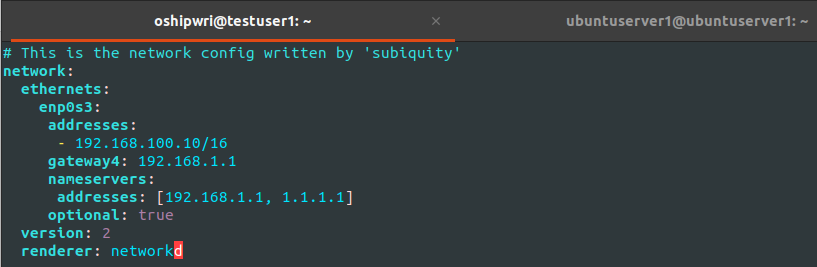 oshipwri@testuser1: ~ × ubuntuserver1@ubuntuserver1: ~
# This is the network config written by 'subiquity'
network:
  ethernets:
    enp0s3:
     addresses:
      - 192.168.100.10/16
     gateway4: 192.168.1.1
     nameservers:
      addresses: [192.168.1.1, 1.1.1.1]
     optional: true
  version: 2
  renderer: networkd